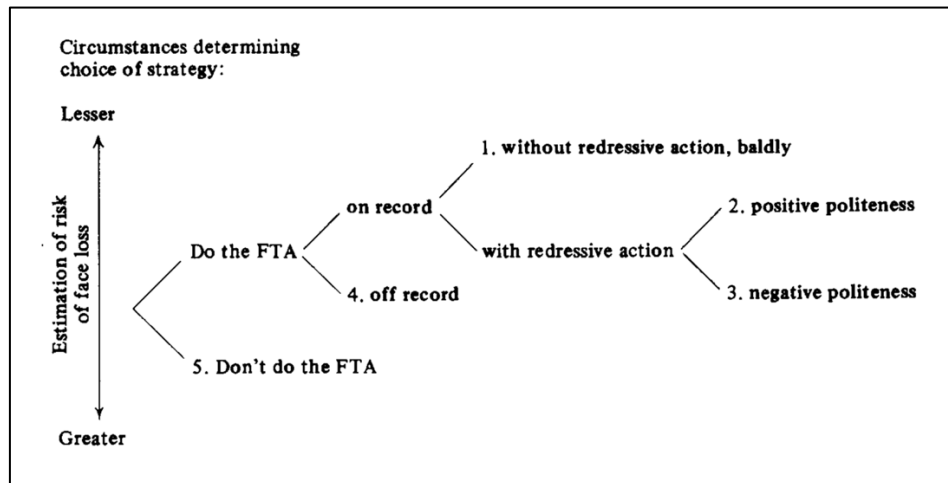 Circumstances determining
choice of strategy:
Lesser
1. without redressive action, baldly
on record
2. positive politeness
Do the FTA
with redressive action
4. off record
3. negative politeness
5. Don't do the FTA
Estimation of risk
of face loss
Greater